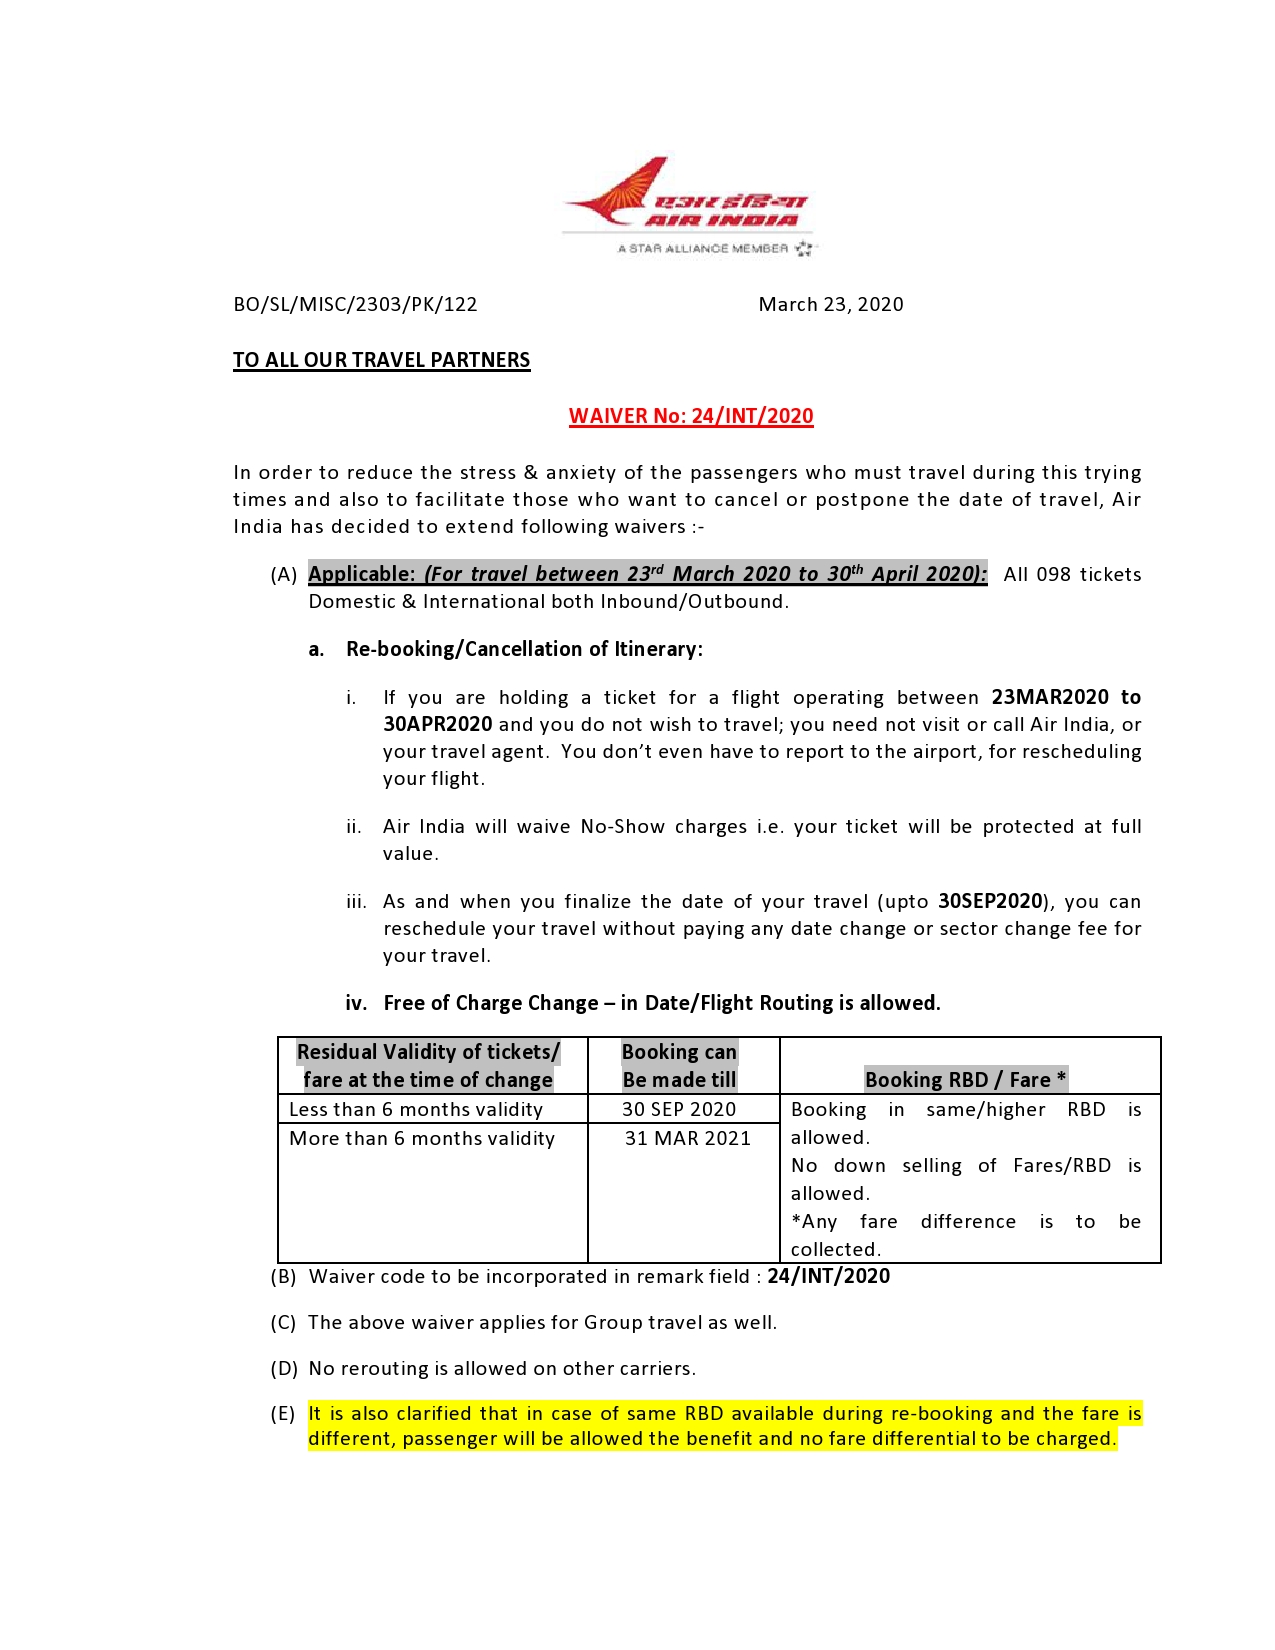 एअर इंडिया
AIR INDIA
A STAR ALLIANCE MEMBER
BO/SL/MISC/2303/PK/122 March 23, 2020
TO ALL OUR TRAVEL PARTNERS
WAIVER No: 24/INT/2020
In order to reduce the stress & anxiety of the passengers who must travel during this trying
times and also to facilitate those who want to cancel or postpone the date of travel, Air
India has decided to extend following waivers :-
(A) Applicable: (For travel between 23rd March 2020 to 30th April 2020): All 098 tickets
Domestic & International both Inbound/Outbound.
a. Re-booking/Cancellation of Itinerary:
i. If you are holding a ticket for a flight operating between 23MAR2020 to
30APR2020 and you do not wish to travel; you need not visit or call Air India, or
your travel agent. You don’t even have to report to the airport, for rescheduling
your flight.
ii. Air India will waive No-Show charges i.e. your ticket will be protected at full
value.
iii. As and when you finalize the date of your travel (upto 30SEP2020), you can
reschedule your travel without paying any date change or sector change fee for
your travel.
iv. Free of Charge Change – in Date/Flight Routing is allowed.
Residual Validity of tickets/
fare at the time of change
Booking can
Be made till
Booking RBD / Fare *
Less than 6 months validity
30 SEP 2020
More than 6 months validity
31 MAR 2021
Booking in same/higher RBD is
allowed.
No down selling of Fares/RBD is
allowed.
*Any fare difference is to be
collected.
(B) Waiver code to be incorporated in remark field : 24/INT/2020
(C) The above waiver applies for Group travel as well.
(D) No rerouting is allowed on other carriers.
(E) It is also clarified that in case of same RBD available during re-booking and the fare is
different, passenger will be allowed the benefit and no fare differential to be charged.